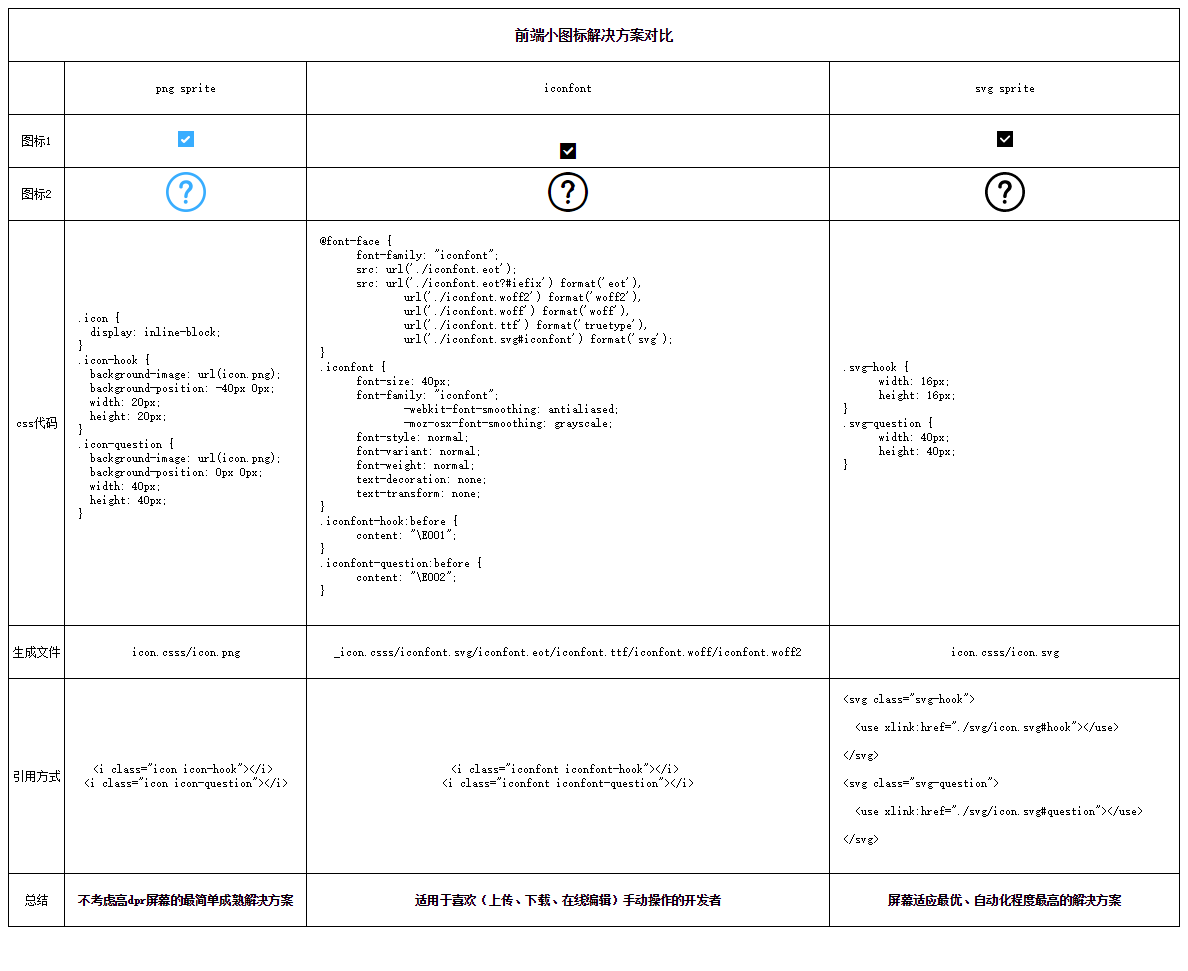 前端小图标解决方案对比
png sprite
iconfont
svg sprite
图标1
图标2
?
?
?
css代码
.icon {
  display: inline-block;
}
.icon-hook {
  background-image: url(icon.png);
  background-position: -40px 0px;
  width: 20px;
  height: 20px;
}
.icon-question {
  background-image: url(icon.png);
  background-position: 0px 0px;
  width: 40px;
  height: 40px;
}
@font-face {
      font-family: "iconfont";
      src: url('./iconfont.eot');
      src: url('./iconfont.eot?#iefix') format('eot'),
              url('./iconfont.woff2') format('woff2'),
              url('./iconfont.woff') format('woff'),
              url('./iconfont.ttf') format('truetype'),
              url('./iconfont.svg#iconfont') format('svg');
}
.iconfont {
      font-size: 40px;
      font-family: "iconfont";
              -webkit-font-smoothing: antialiased;
              -moz-osx-font-smoothing: grayscale;
      font-style: normal;
      font-variant: normal;
      font-weight: normal;
      text-decoration: none;
      text-transform: none;
}
.iconfont-hook:before {
      content: "\E001";
}
.iconfont-question:before {
      content: "\E002";
}
.svg-hook {
      width: 16px;
      height: 16px;
}
.svg-question {
      width: 40px;
      height: 40px;
}
生成文件
icon.csss/icon.png
_icon.csss/iconfont.svg/iconfont.eot/iconfont.ttf/iconfont.woff/iconfont.woff2
icon.csss/icon.svg
引用方式
<i class="icon icon-hook"></i>
<i class="icon icon-question"></i>
<i class="iconfont iconfont-hook"></i>
<i class="iconfont iconfont-question"></i>
<svg class="svg-hook">
  <use xlink:href="./svg/icon.svg#hook"></use>
</svg>
<svg class="svg-question">
  <use xlink:href="./svg/icon.svg#question"></use>
</svg>
总结
不考虑高dpr屏幕的最简单成熟解决方案
适用于喜欢（上传、下载、在线编辑）手动操作的开发者
屏幕适应最优、自动化程度最高的解决方案